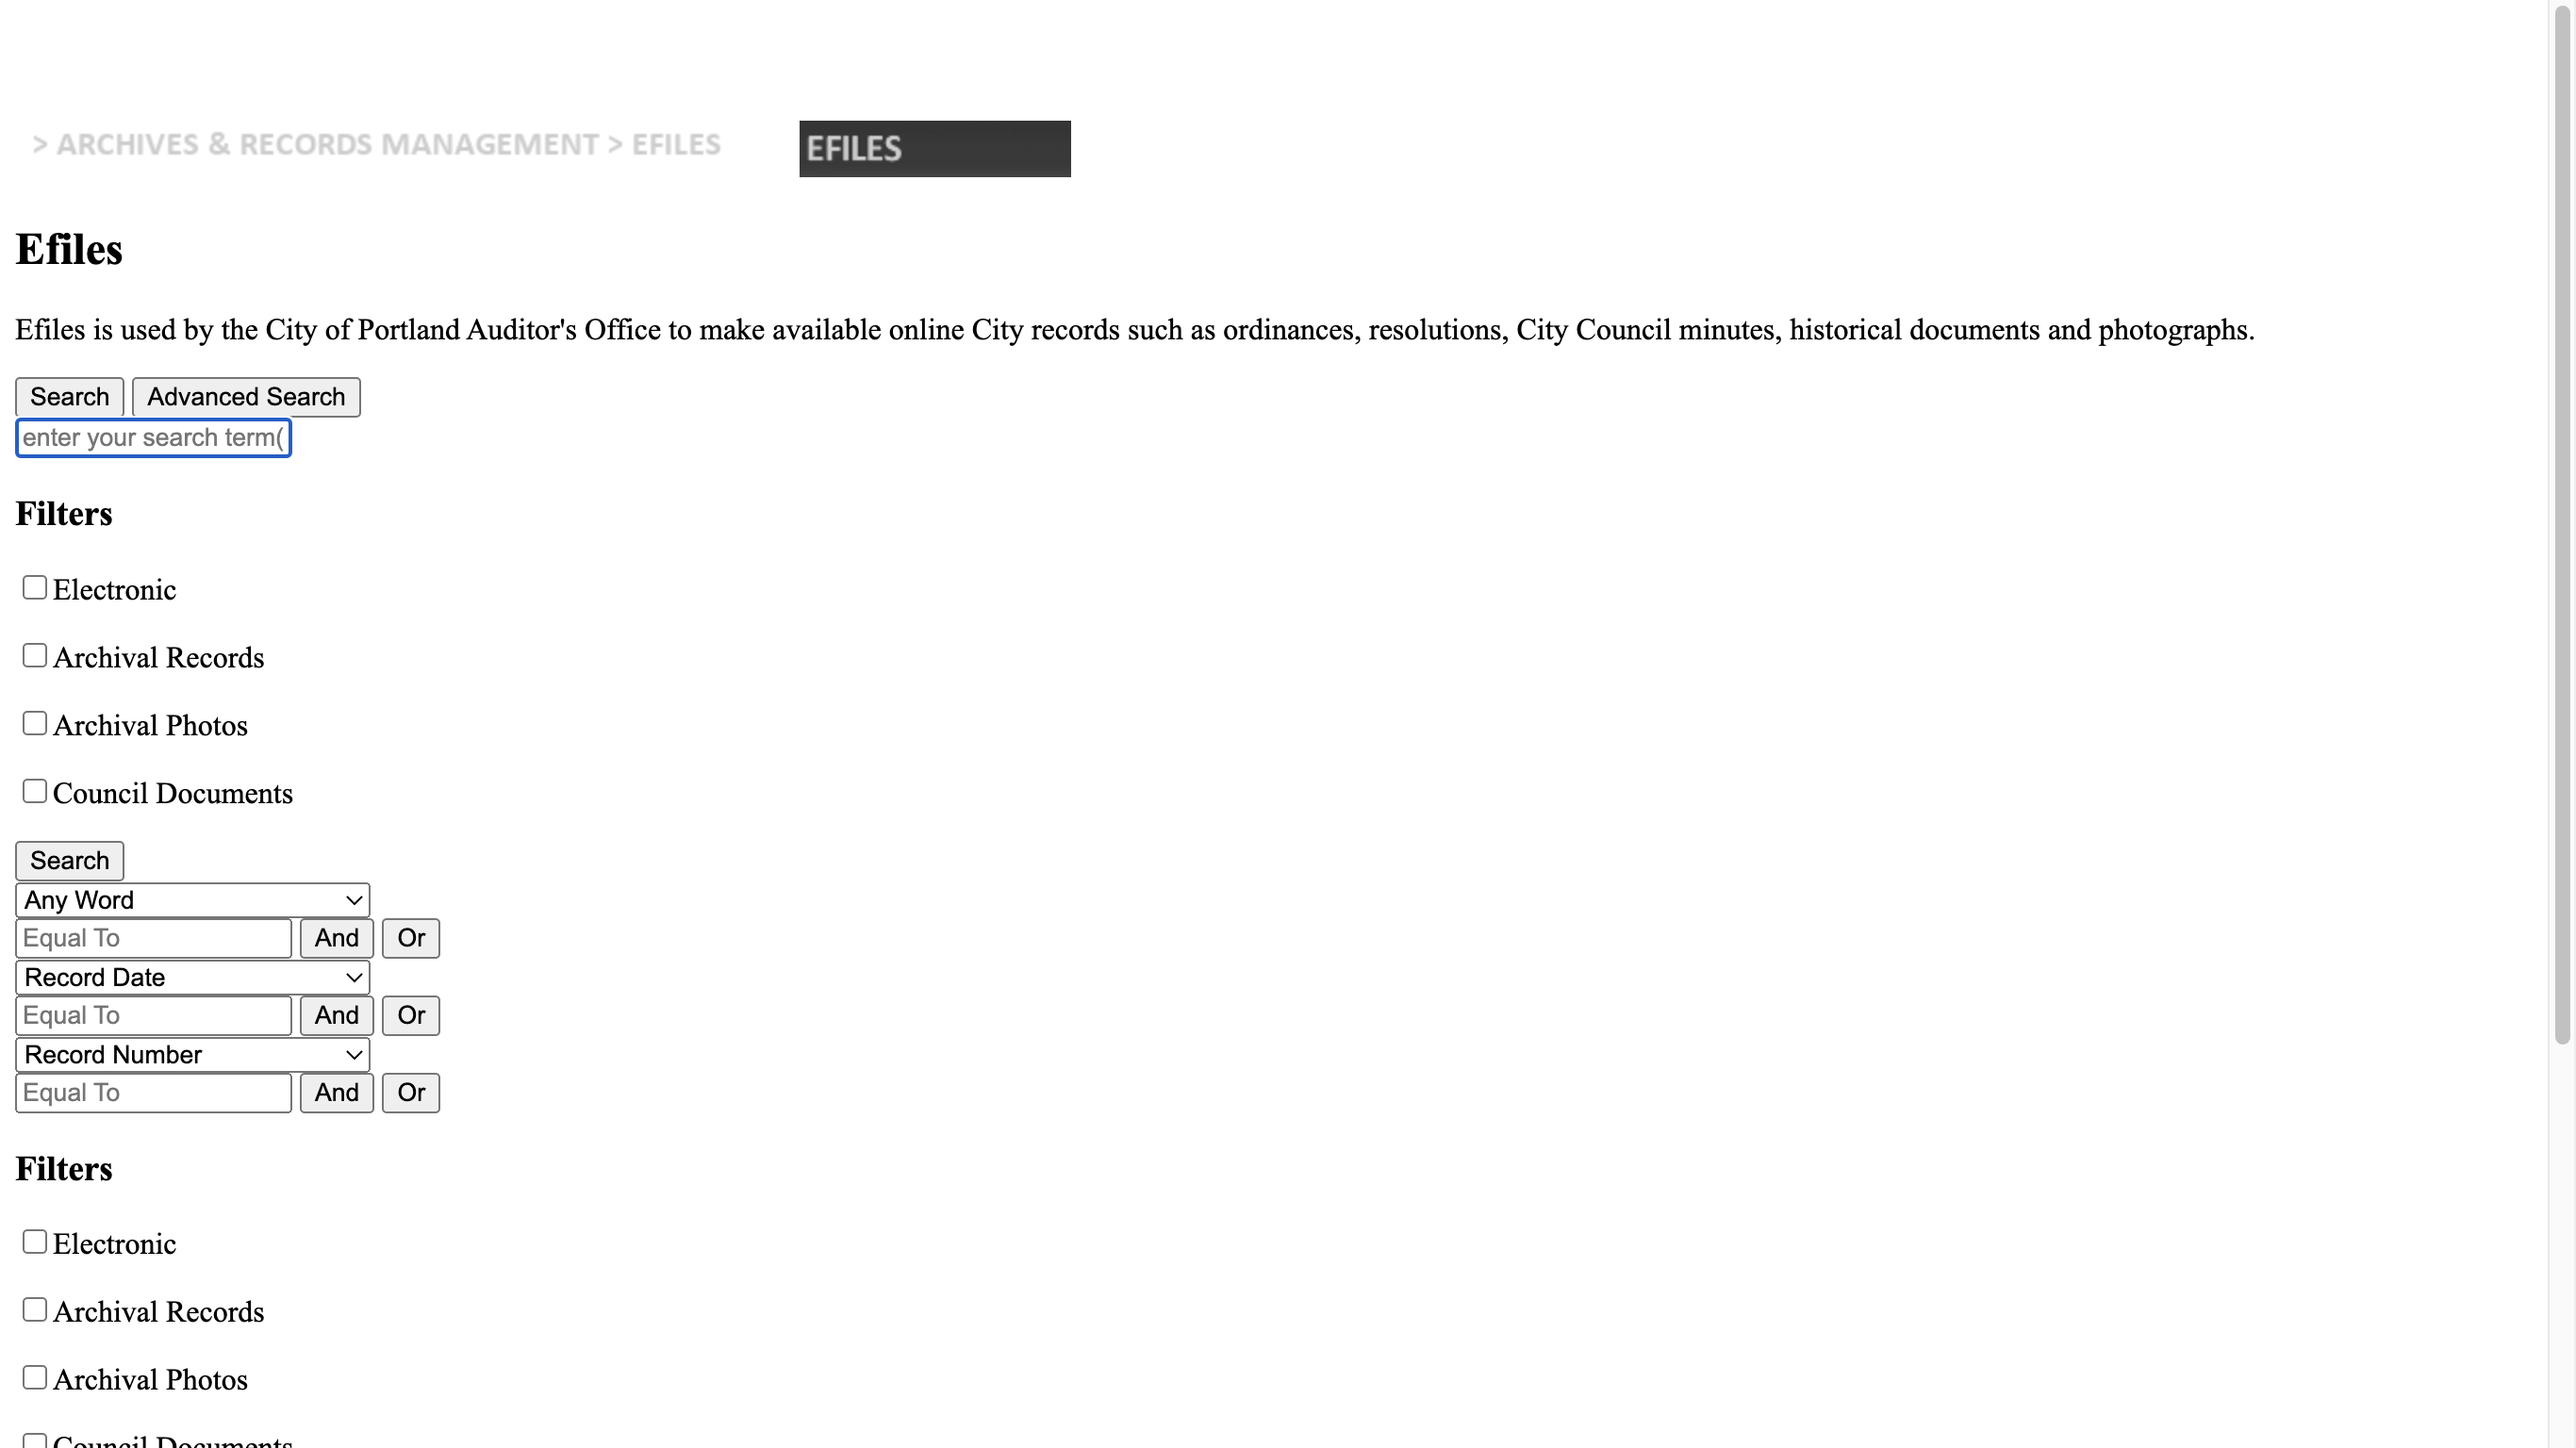 > ARCHIVES & RECORDS MANAGEMENT > EFILES
EFILES
Efiles
Efiles is used by the City of Portland Auditor's Office to make available online City records such as ordinances, resolutions, City Council minutes, historical documents and photographs.
Search Advanced Search
enter your search term(
Filters
Electronic
Archival Records
Archival Photos
Council Documents
Search
Any Word
Equal To And Or
Record Date
Equal To And Or
Record Number
Equal To And Or
Filters
Electronic
Archival Records
Archival Photos
Council Documents